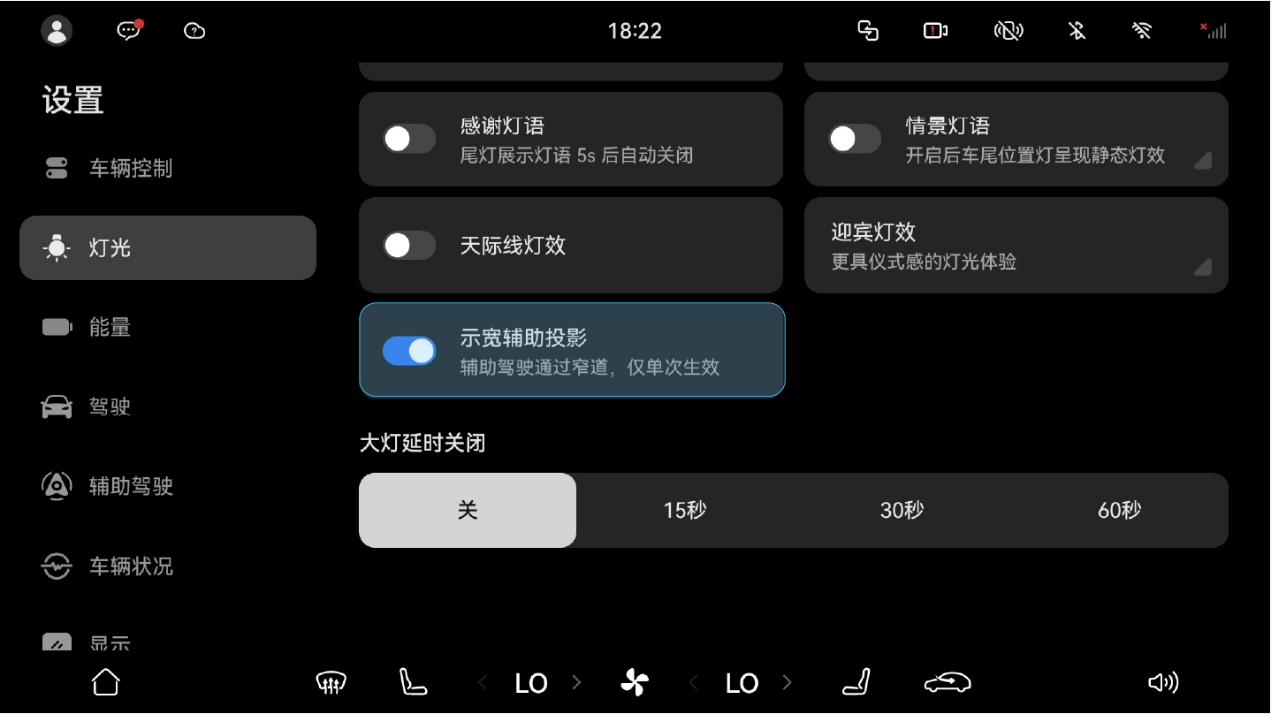 18:22
设置
车辆控制
灯光
能量
驾驶
辅助驾驶
车辆状况
显示
感谢灯语
尾灯展示灯语 5s 后自动关闭
情景灯语
开启后车尾位置灯呈现静态灯效
天际线灯效
迎宾灯效
更具仪式感的灯光体验
示宽辅助投影
辅助驾驶通过窄道，仅单次生效
大灯延时关闭
关
15秒
30秒
60秒
LO
LO